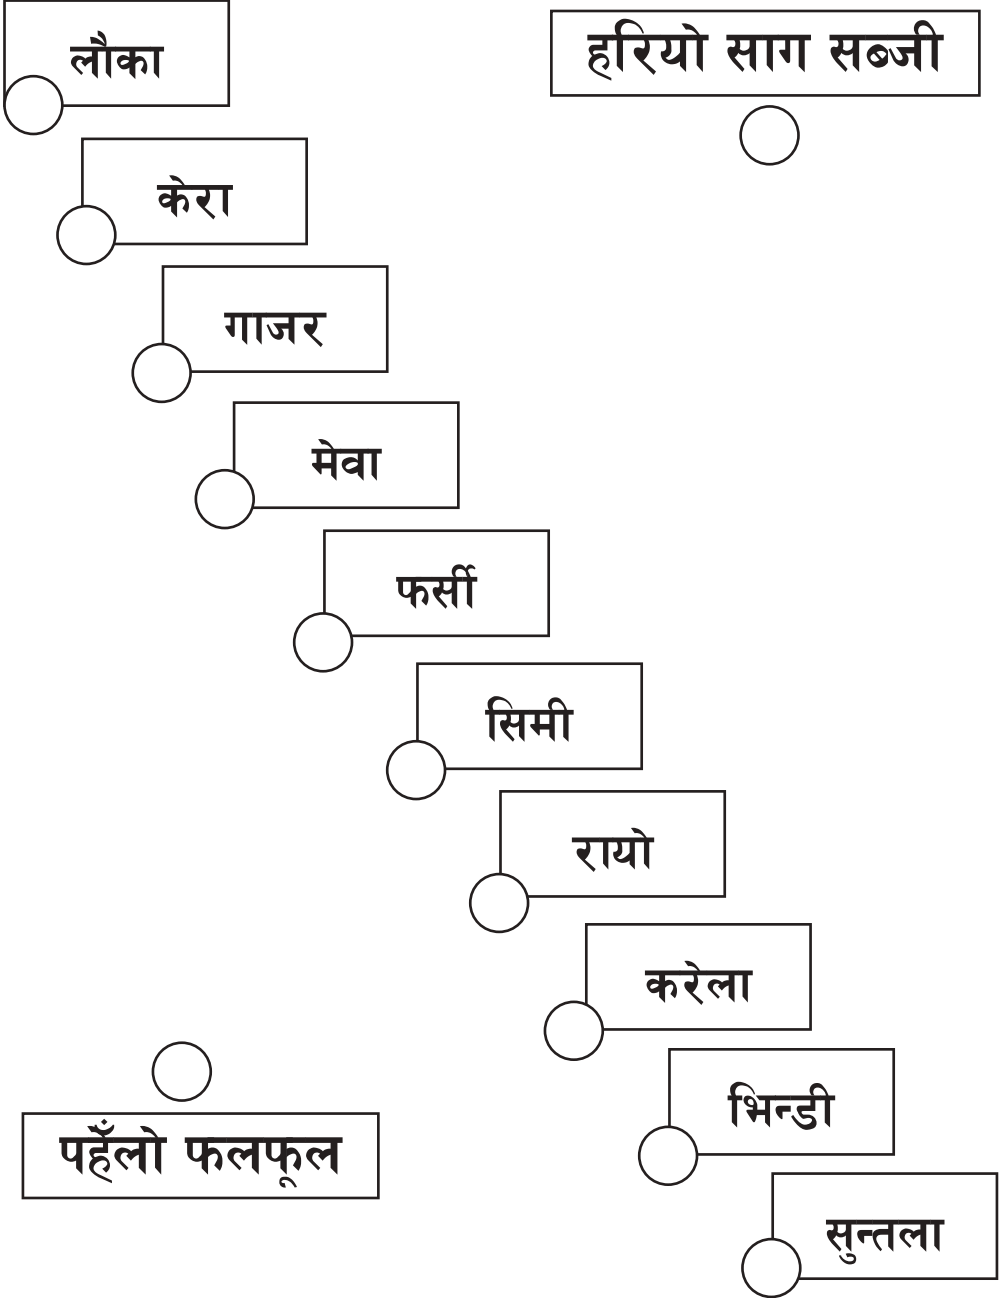 लौका
हरियो साग सब्जी
केरा
गाजर
मेवा
फर्सी
सिमी
रायो
करेला
भिन्डी
पहेँलो फलफूल
सुन्तला